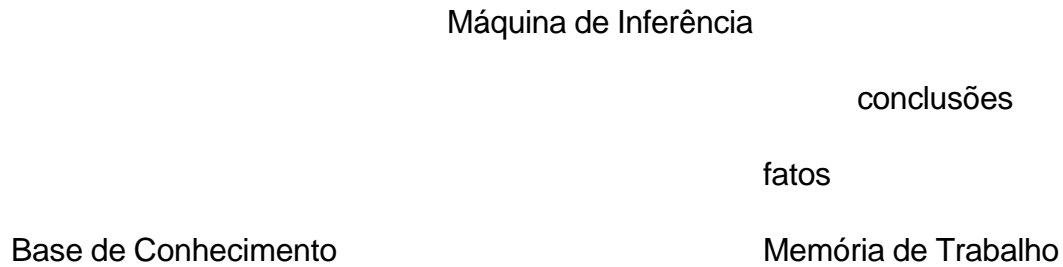 Máquina de Inferência
conclusões
fatos
Base de Conhecimento
Memória de Trabalho